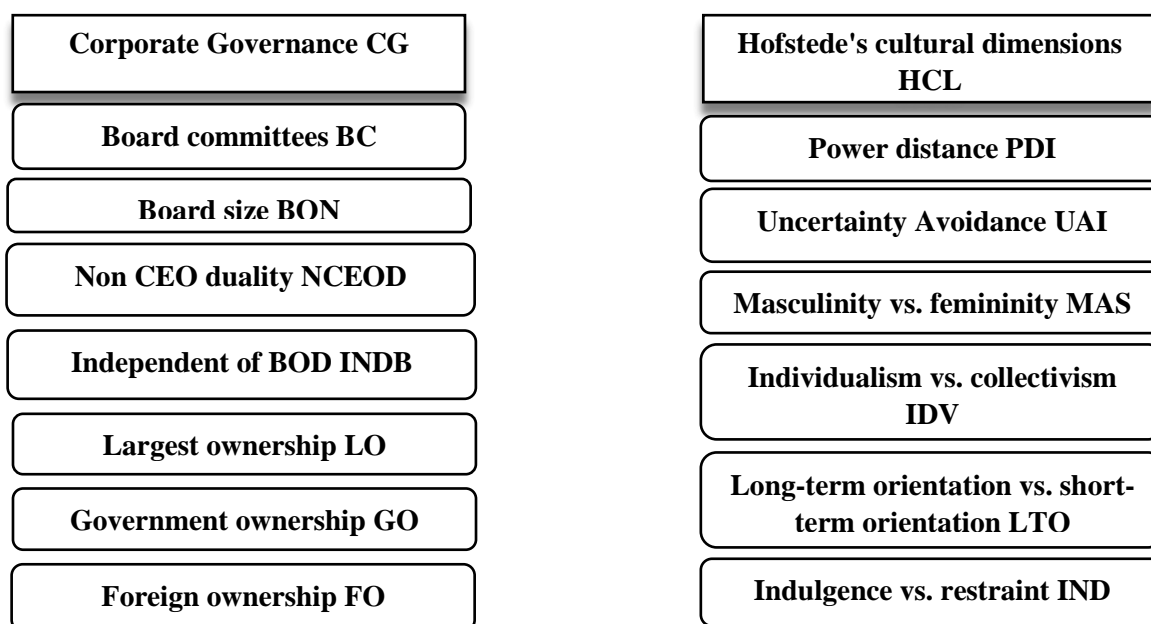 Corporate Governance CG
Board committees BC
Board size BON
Non CEO duality NCEOD
Independent of BOD INDB
Largest ownership LO
Government ownership GO
Foreign ownership FO
Hofstede's cultural dimensions
HCL
Power distance PDI
Uncertainty Avoidance UAI
Masculinity vs. femininity MAS
Individualism vs. collectivism
IDV
Long-term orientation vs. short-
term orientation LTO
Indulgence vs. restraint IND